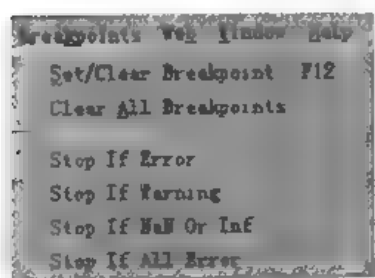 Breakpoints Web Window Help
Set/Clear Breakpoint F12
Clear All Breakpoints
Stop If Error
Stop If Warning
Stop If NaN Or Inf
Stop If All Error